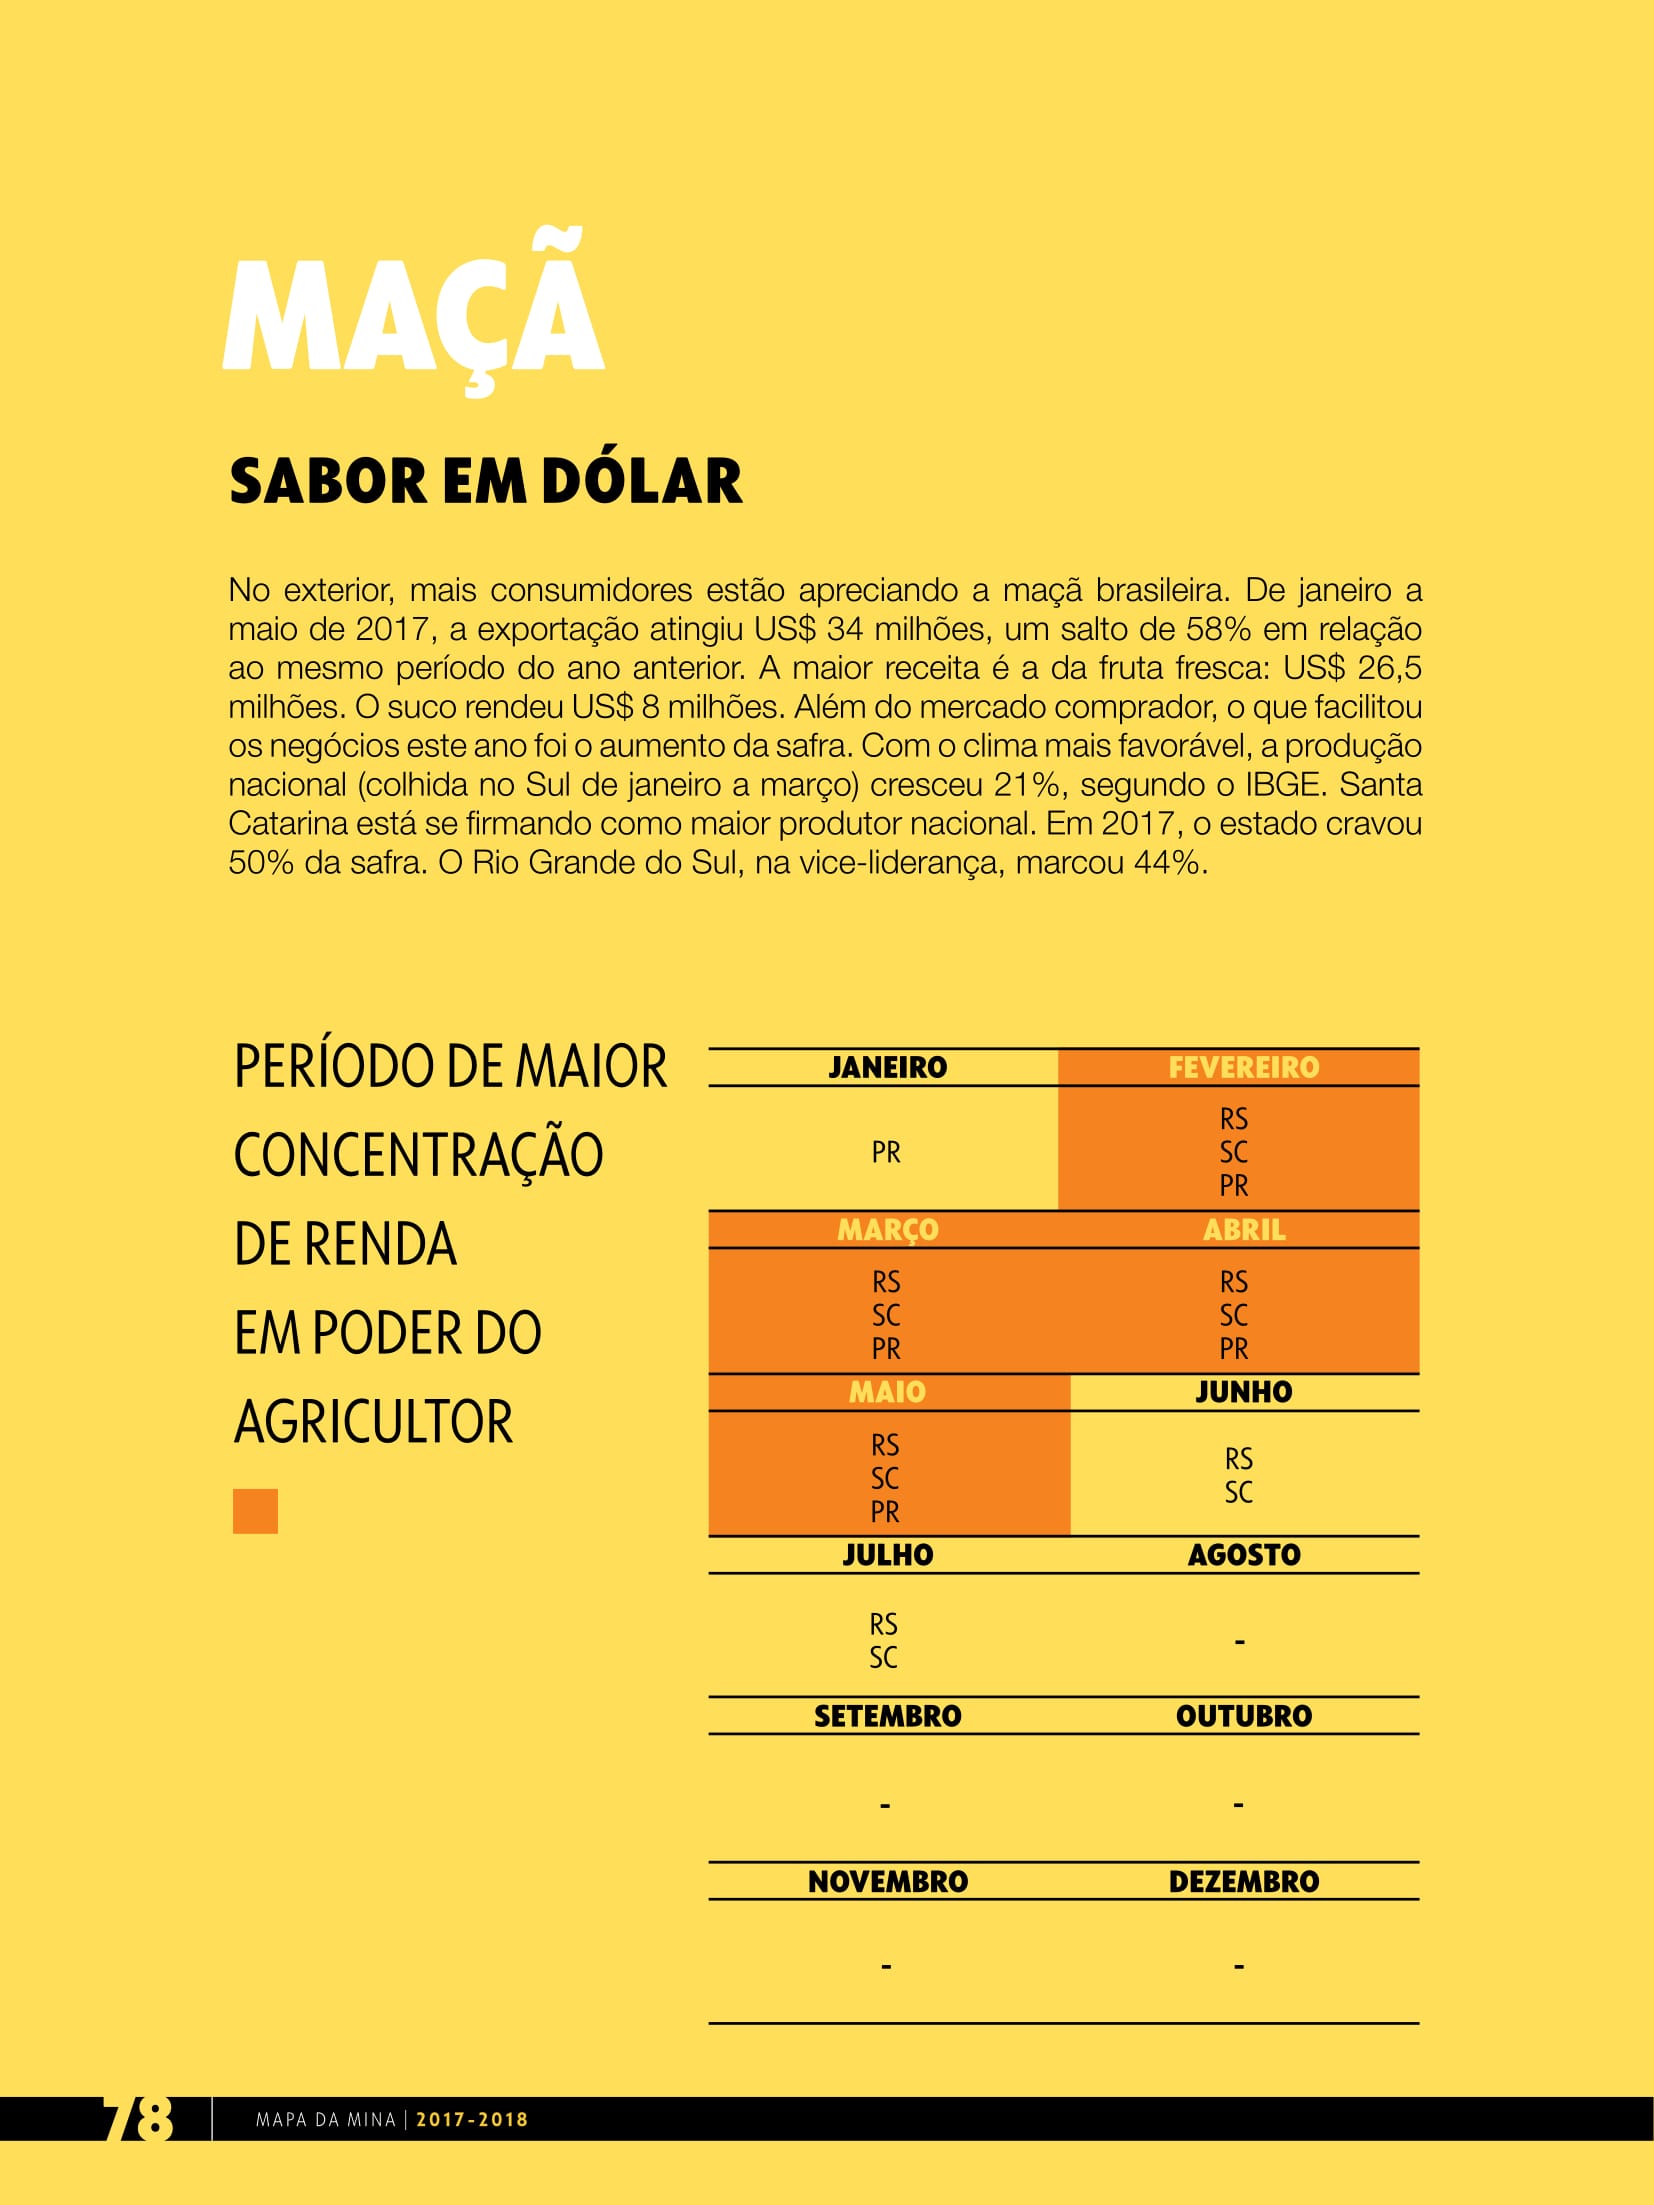 MAÇÃ
SABOR EM DÓLAR
No exterior, mais consumidores estão apreciando a maçã brasileira. De janeiro a
maio de 2017, a exportação atingiu US$ 34 milhões, um salto de 58% em relação
ao mesmo período do ano anterior. A maior receita é a da fruta fresca: US$ 26,5
milhões. O suco rendeu US$ 8 milhões. Além do mercado comprador, o que facilitou
os negócios este ano foi o aumento da safra. Com o clima mais favorável, a produção
nacional (colhida no Sul de janeiro a março) cresceu 21%, segundo o IBGE. Santa
Catarina está se firmando como maior produtor nacional. Em 2017, o estado cravou
50% da safra. O Rio Grande do Sul, na vice-liderança, marcou 44%.
PERÍODO DE MAIOR
CONCENTRAÇÃO
DE RENDA
EM PODER DO
AGRICULTOR
JANEIRO FEVEREIRO
RS
PR SC
PR
MARÇO ABRIL
RS RS
SC SC
PR PR
MAIO JUNHO
RS RS
SC SC
PR
JULHO AGOSTO
RS -
SC
SETEMBRO OUTUBRO
- -
NOVEMBRO DEZEMBRO
- -
78 MAPA DA MINA | 2017-2018